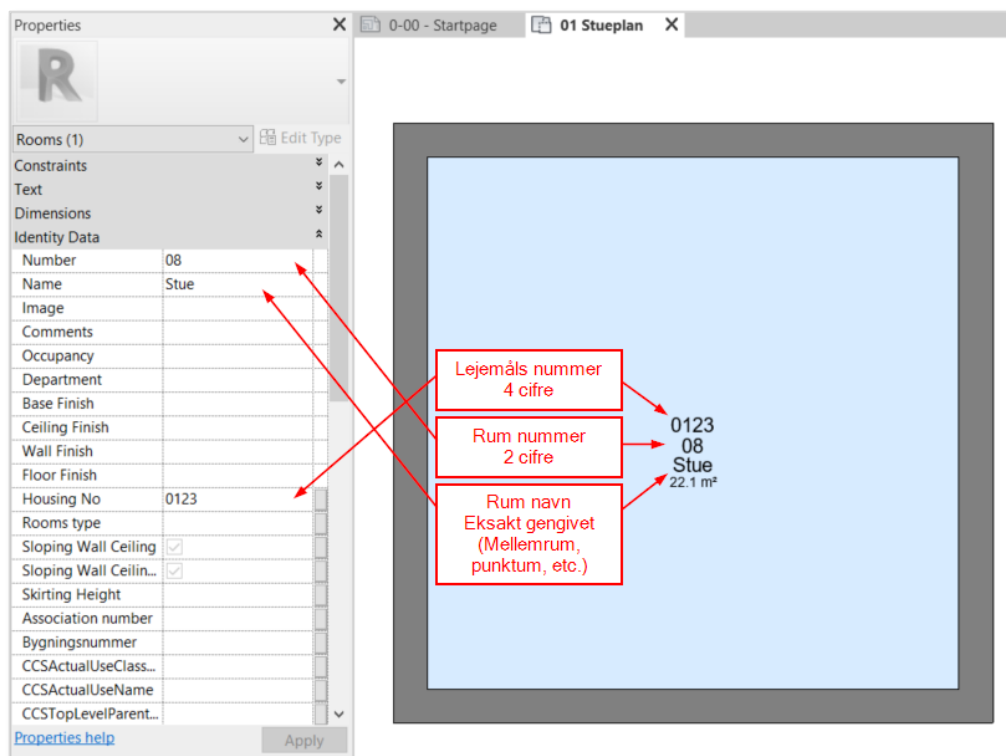 Properties
0-00 - Startpage
01 Stueplan
R
Rooms (1)
Edit Type
Constraints
Text
Dimensions
Identity Data
Number 08
Name Stue
Image
Comments
Occupancy
Department
Base Finish
Ceiling Finish
Wall Finish
Floor Finish
Housing No 0123
Rooms type
Sloping Wall Ceiling
Sloping Wall Ceilin...
Skirting Height
Association number
Bygningsnummer
CCSActualUseClass...
CCSActualUseName
CCSTopLevelParent...
Properties help
Apply
Lejemåls nummer
4 cifre
Rum nummer
2 cifre
Rum navn
Eksakt gengivet
(Mellemrum,
punktum, etc.)
0123
08
Stue
22.1 m²